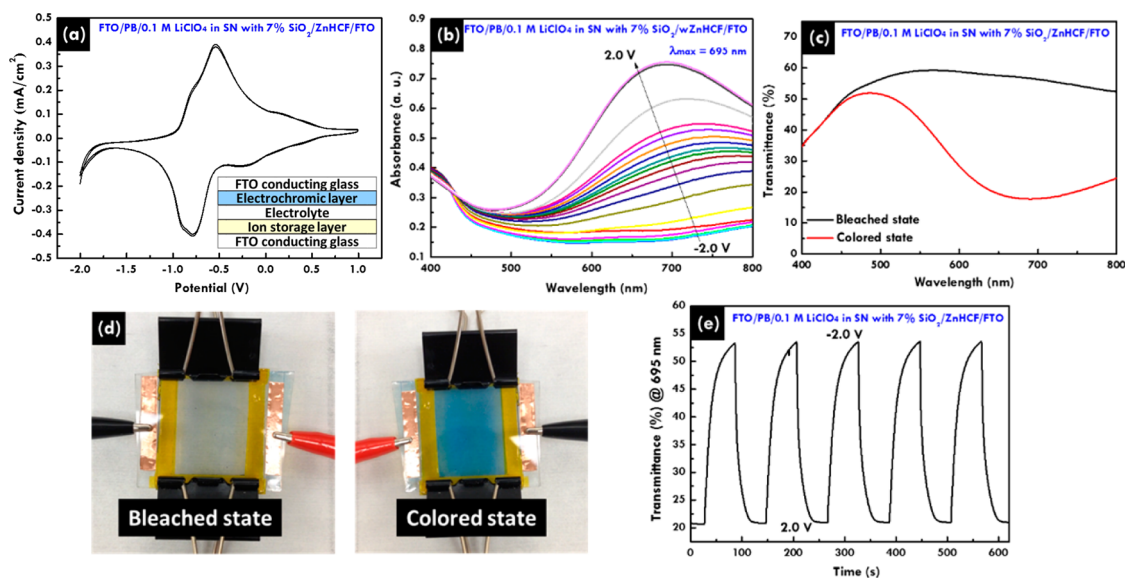 (a)
FTO/PB/0.1 M LiClO₄ in SN with 7% SiO₂/ZnHCF/FTO
Current density (mA/cm²)
0.5
0.4
0.3
0.2
0.1
0.0
0.1
-0.2
-0.3
-0.4
-0.5
FTO conducting glass
Electrochromic layer
Electrolyte
Ion storage layer
FTO conducting glass
-2.0 -1.5 -1.0 -0.5 0.0 0.5 1.0
Potential (V)
(b)
FTO/PB/0.1 M LiClO₄ in SN with 7% SiO₂/wZnHCF/FTO
2.0 V
λmax = 695 nm
Absorbance (a. u.)
0.9
0.8
0.7
0.6
0.5
0.4
0.3
0.2
0.1
-2.0 V
400 500 600 700 800
Wavelength (nm)
(c)
FTO/PB/0.1 M LiClO₄ in SN with 7% SiO₂/ZnHCF/FTO
Transmittance (%)
70
60
50
40
30
20
10
0
Bleached state
Colored state
400 500 600 700 800
Wavelength (nm)
(d)
Bleached state
Colored state
(e)
FTO/PB/0.1 M LiClO₄ in SN with 7% SiO₂/ZnHCF/FTO
-2.0 V
Transmittance (%) @ 695 nm
60
55
50
45
40
35
30
25
20
2.0 V
0 100 200 300 400 500 600
Time (s)